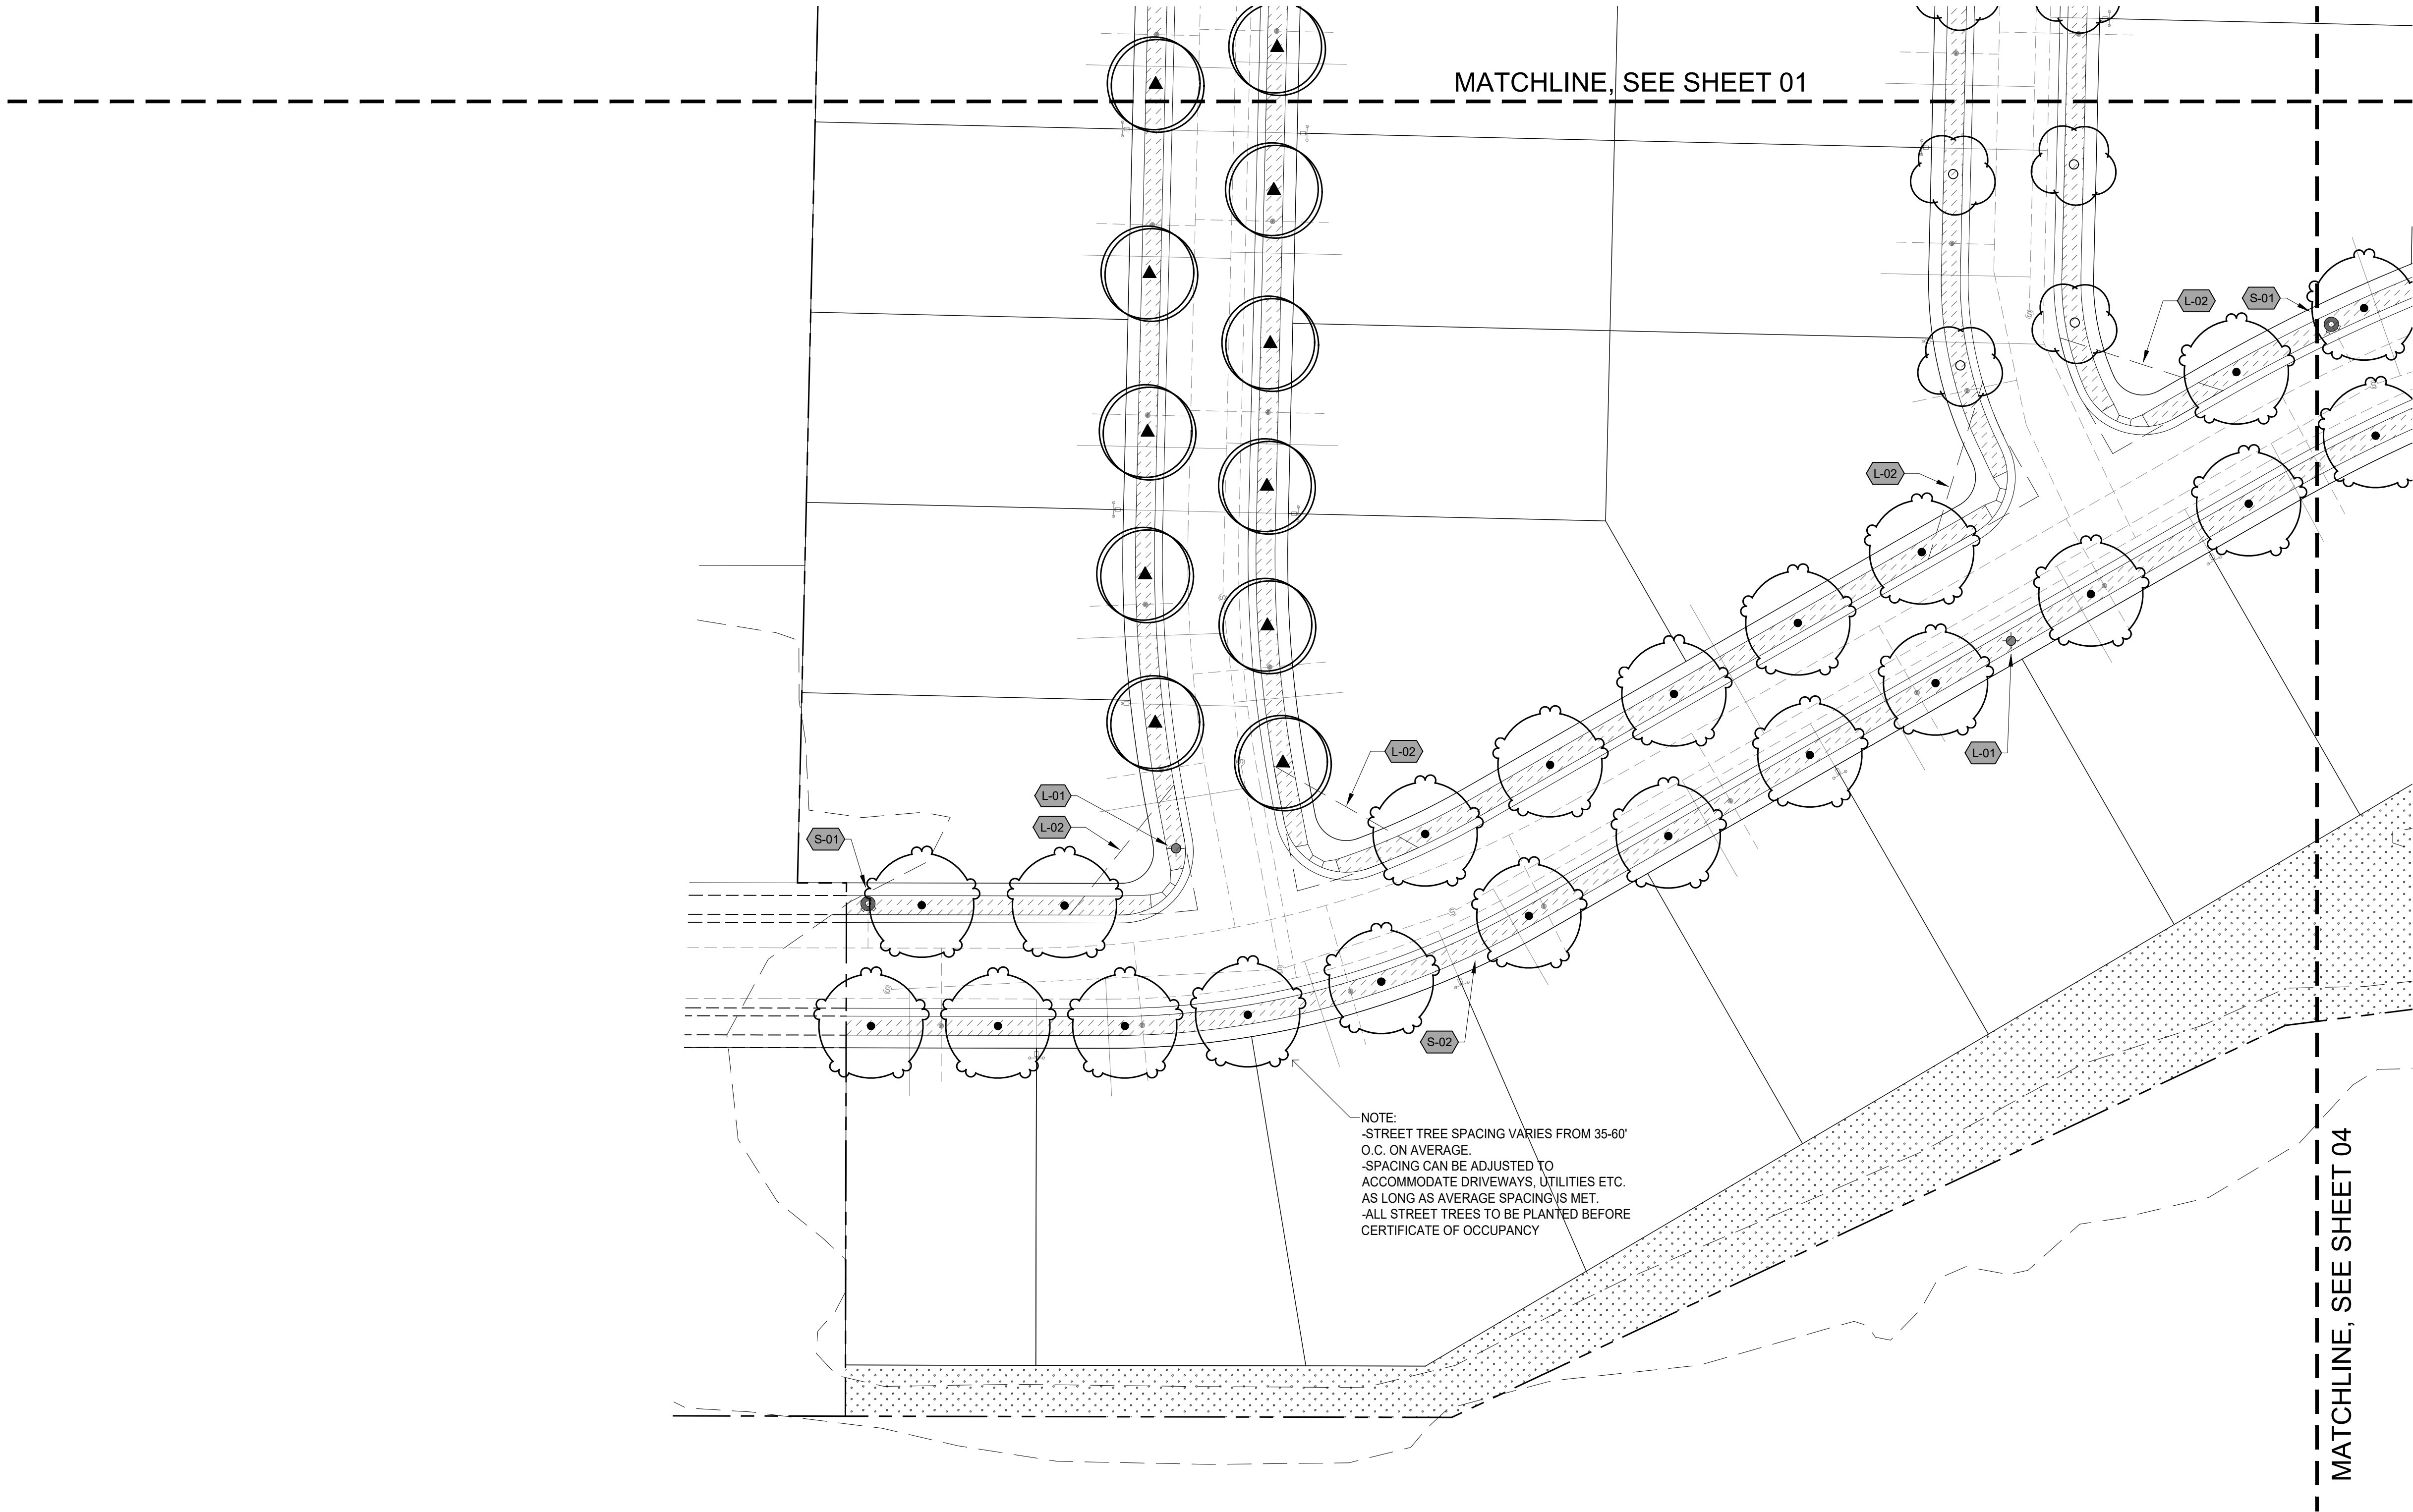 MATCHLINE, SEE SHEET 01
L-02
S-01
L-02
L-02
L-01
L-01
L-02
S-01
S-02
NOTE:
-STREET TREE SPACING VARIES FROM 35-60'
O.C. ON AVERAGE.
-SPACING CAN BE ADJUSTED TO
ACCOMMODATE DRIVEWAYS, UTILITIES ETC.
AS LONG AS AVERAGE SPACING IS MET.
-ALL STREET TREES TO BE PLANTED BEFORE
CERTIFICATE OF OCCUPANCY
MATCHLINE, SEE SHEET 04
S
S
S
S
S
S
S